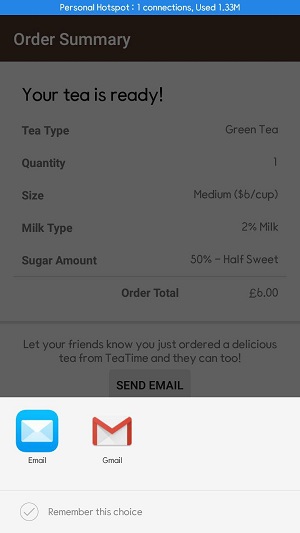 Personal Hotspot : 1 connections, Used 1.33M
Order Summary
Your tea is ready!
Tea Type Green Tea
Quantity 1
Size Medium ($6/cup)
Milk Type 2% Milk
Sugar Amount 50% - Half Sweet
Order Total £6.00
Let your friends know you just ordered a delicious
tea from TeaTime and they can too!
SEND EMAIL
Email Gmail
Remember this choice